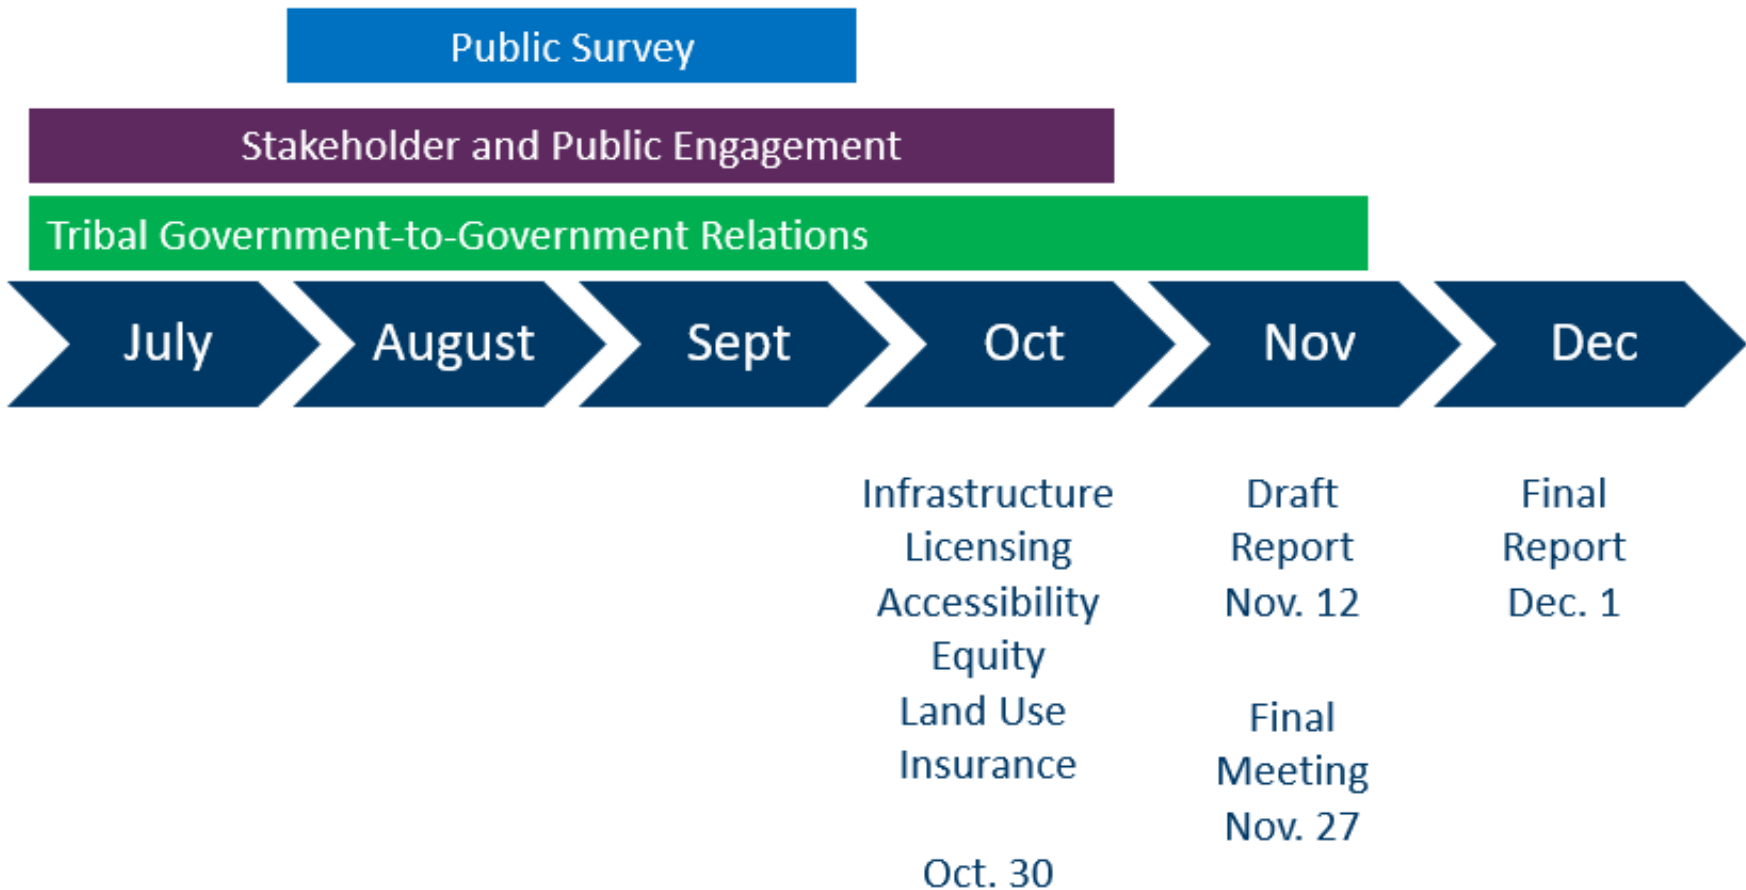 Public Survey
Stakeholder and Public Engagement
Tribal Government-to-Government Relations
July
August
Sept
Oct
Nov
Dec
Infrastructure
Licensing
Accessibility
Equity
Land Use
Insurance
Oct. 30
Draft
Report
Nov. 12
Final
Meeting
Nov. 27
Final
Report
Dec. 1